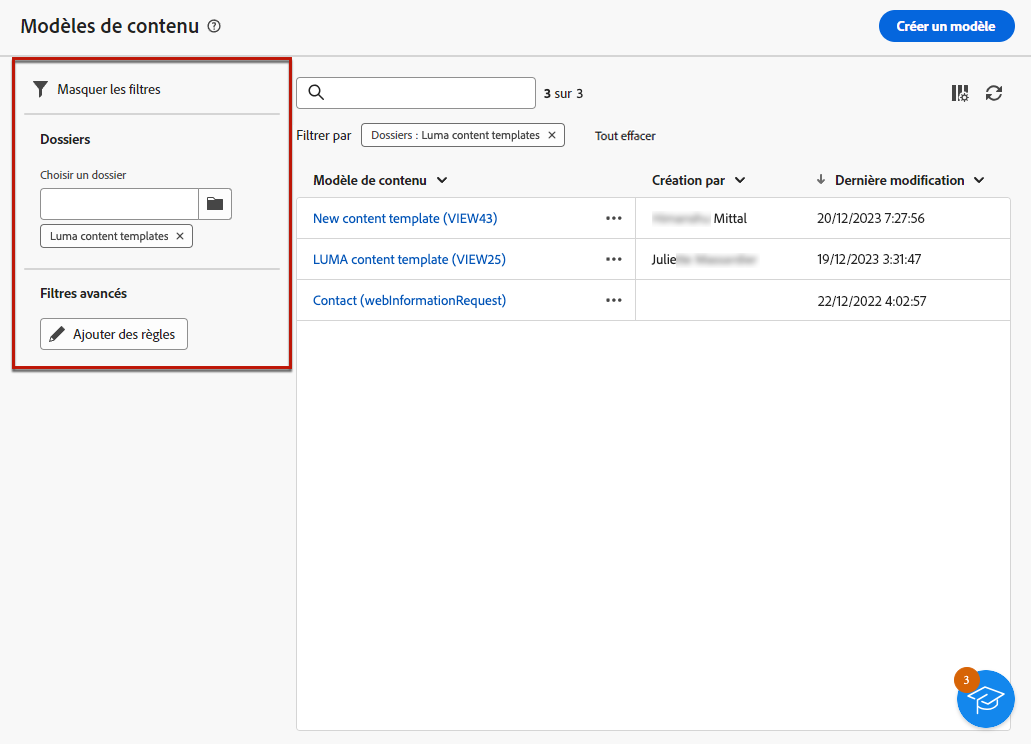 Modèles de contenu
Créer un modèle
Masquer les filtres
Dossiers
Choisir un dossier
Luma content templates
Filtres avancés
Ajouter des règles
3 sur 3
Filtrer par Dossiers : Luma content templates Tout effacer
Modèle de contenu Création par Dernière modification
New content template (VIEW43) Mittal 20/12/2023 7:27:56
LUMA content template (VIEW25) Julie 19/12/2023 3:31:47
Contact (webInformationRequest) 22/12/2022 4:02:57
3